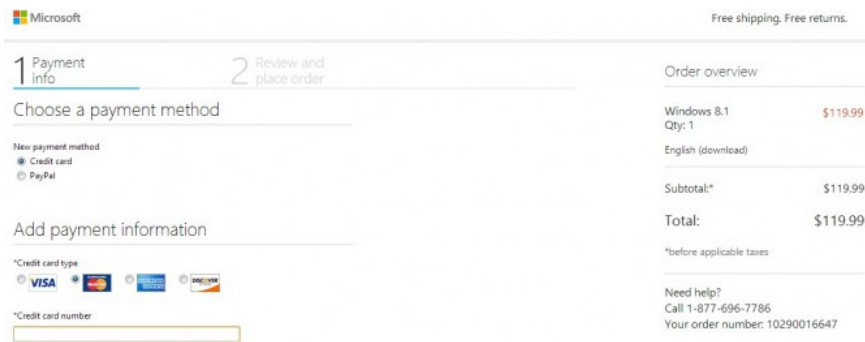 Microsoft
Free shipping. Free returns.
1 Payment info
2 Review and place order
Choose a payment method
New payment method
Credit card
PayPal
Add payment information
*Credit card type
VISA
MasterCard
AMERICAN EXPRESS
DISCOVER
*Credit card number
Order overview
Windows 8.1 $119.99
Qty: 1
English (download)
Subtotal:* $119.99
Total: $119.99
*before applicable taxes
Need help?
Call 1-877-696-7786
Your order number: 10290016647